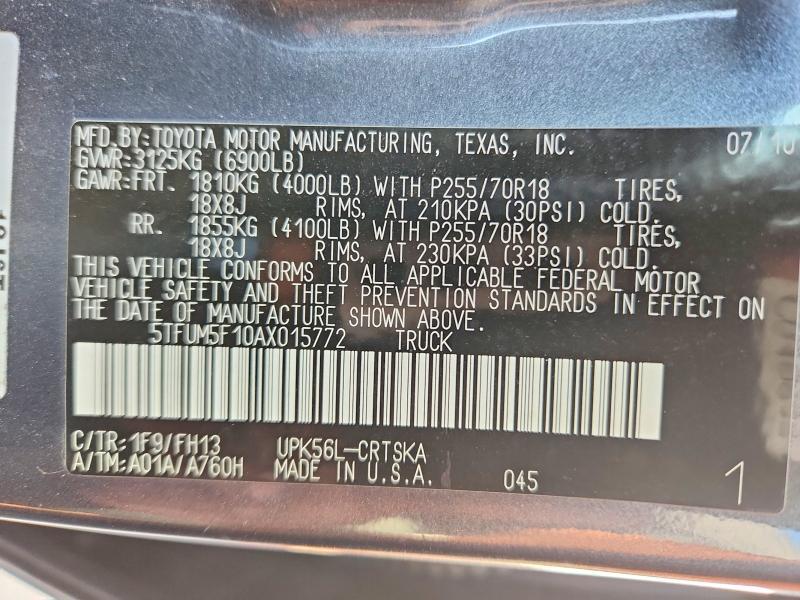 MFD.BY:TOYOTA MOTOR MANUFACTURING, TEXAS, INC. 07/10
GVWR:3125KG (6900LB)
GAWR:FRT. 1810KG (4000LB) WITH P255/70R18 TIRES,
18X8J RIMS, AT 210KPA (30PSI) COLD.
RR. 1855KG (4100LB) WITH P255/70R18 TIRES,
18X8J RIMS, AT 230KPA (33PSI) COLD.
THIS VEHICLE CONFORMS TO ALL APPLICABLE FEDERAL MOTOR
VEHICLE SAFETY AND THEFT PREVENTION STANDARDS IN EFFECT ON
THE DATE OF MANUFACTURE SHOWN ABOVE.
5TFUM5F10AX015772 TRUCK
C/TR:1F9/FH13 UPK56L-CRTSKA
A/TM:A01A/A760H MADE IN U.S.A. 045 1